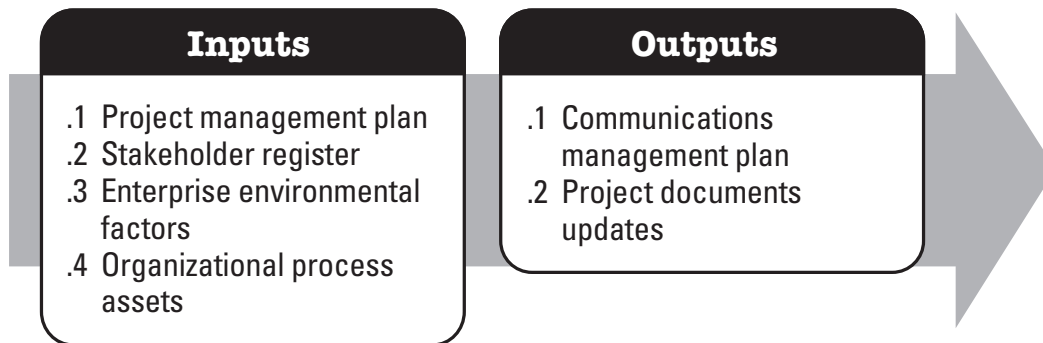 Inputs
.1 Project management plan
.2 Stakeholder register
.3 Enterprise environmental
factors
.4 Organizational process
assets
Outputs
.1 Communications
management plan
.2 Project documents
updates